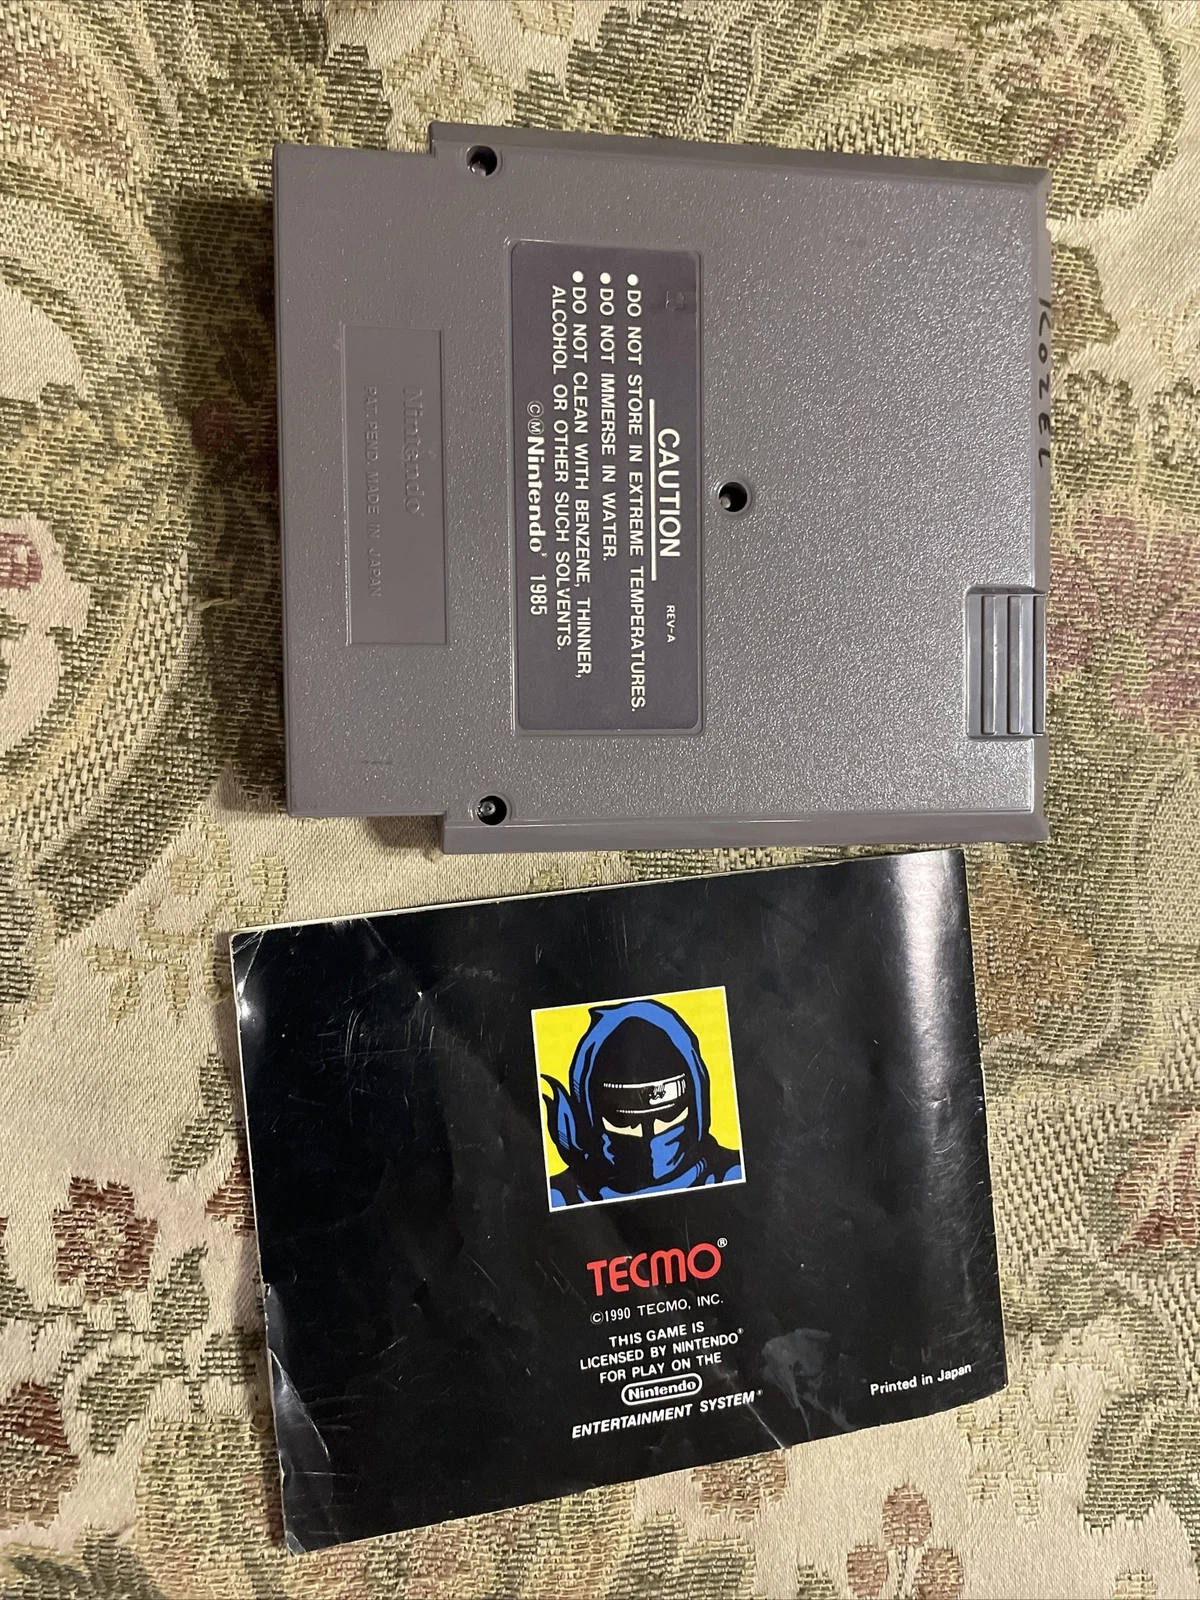 KOZEL
CAUTION
REV-A
● DO NOT STORE IN EXTREME TEMPERATURES.
● DO NOT IMMERSE IN WATER.
● DO NOT CLEAN WITH BENZENE, THINNER,
ALCOHOL OR OTHER SUCH SOLVENTS.
©Ⓜ Nintendo® 1985
Nintendo®
PAT. PEND. MADE IN JAPAN
TECMO®
©1990 TECMO, INC.
THIS GAME IS
LICENSED BY NINTENDO®
FOR PLAY ON THE
Nintendo
ENTERTAINMENT SYSTEM®
Printed in Japan